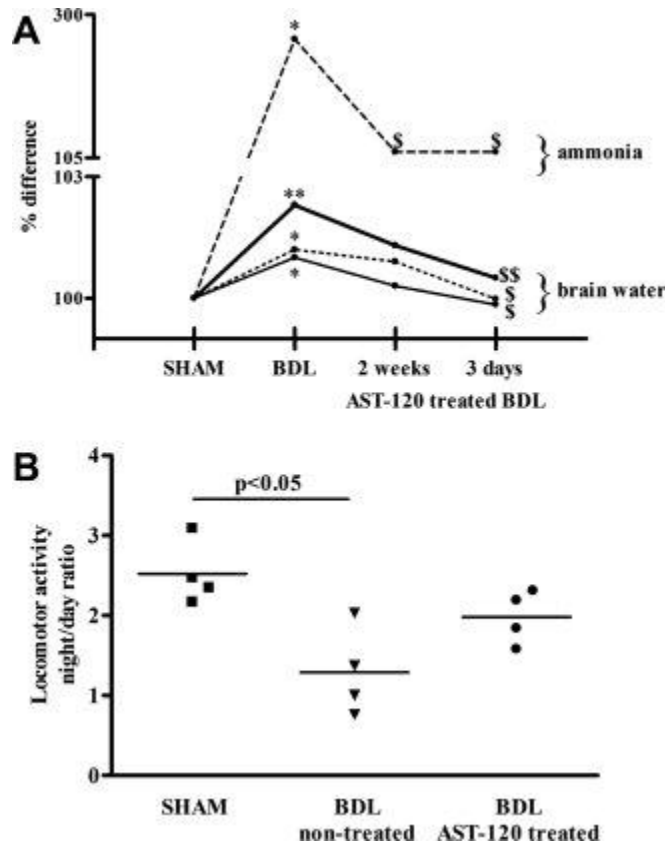 A
300
*
% difference
$ $
105 } ammonia
103
**
*
*
$$
$
$
} brain water
100
SHAM BDL 2 weeks 3 days
AST-120 treated BDL
B
4
p<0.05
3
Locomotor activity
night/day ratio
2
1
0
SHAM BDL BDL
non-treated AST-120 treated